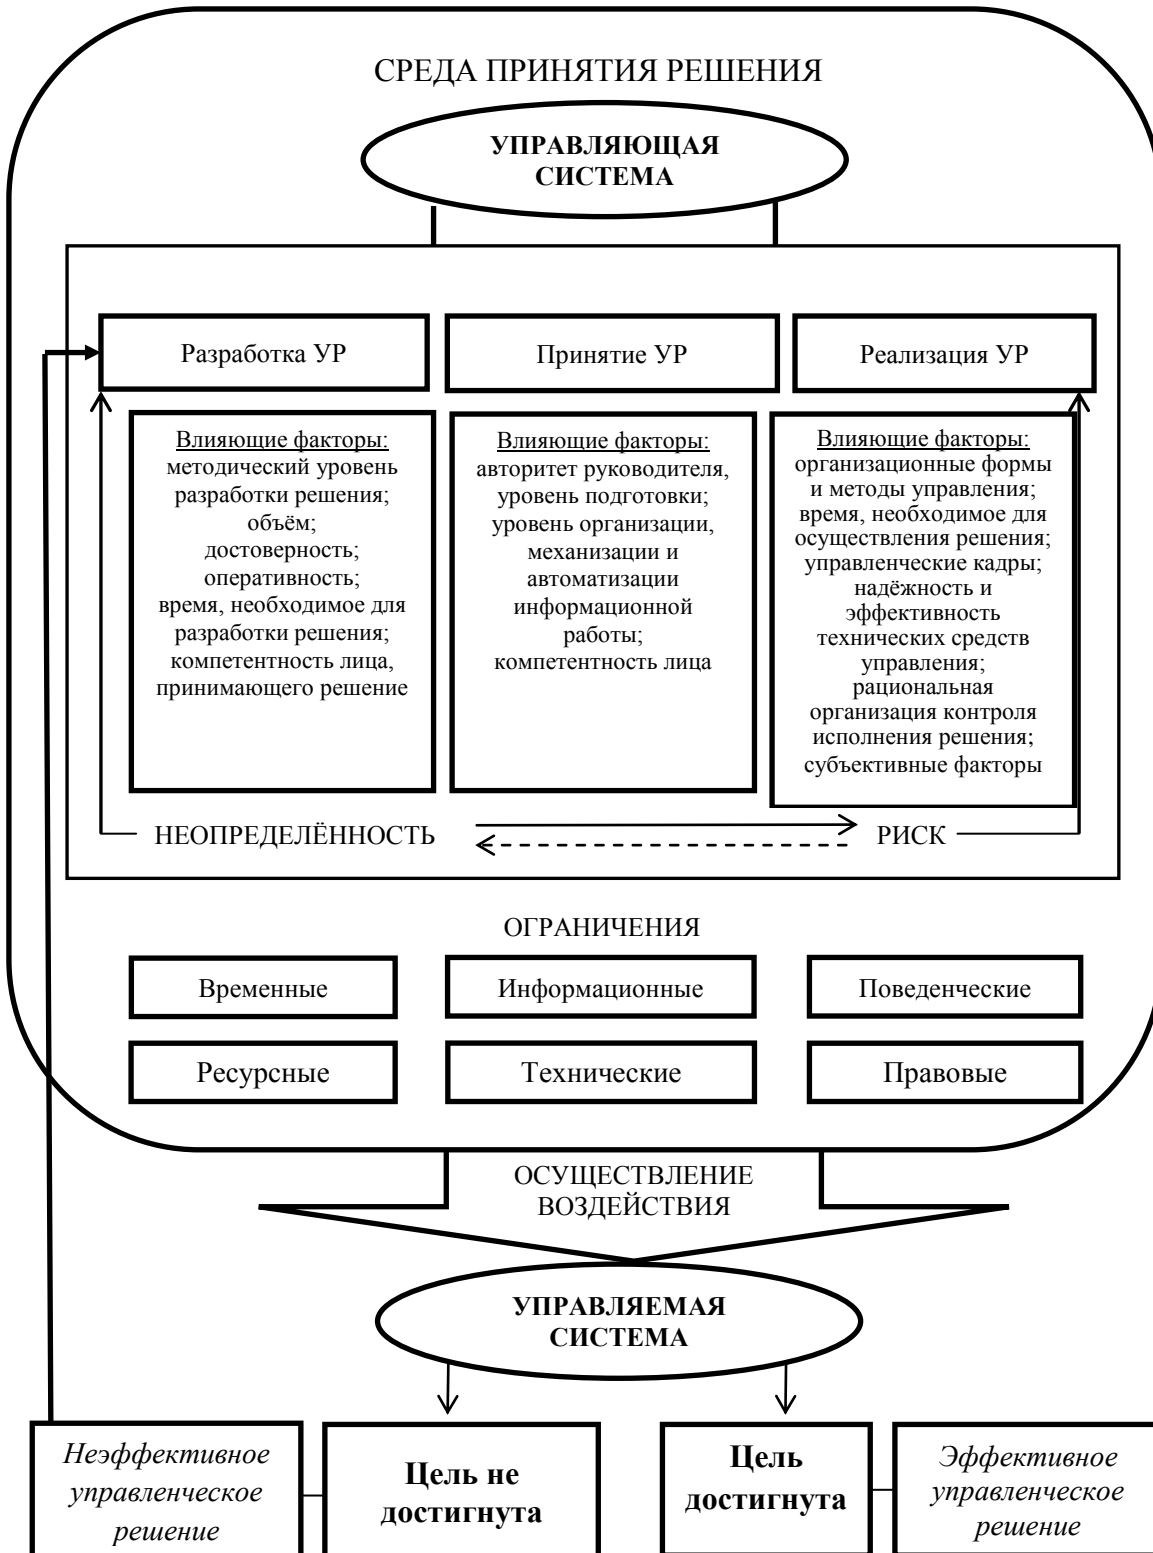 СРЕДА ПРИНЯТИЯ РЕШЕНИЯ
УПРАВЛЯЮЩАЯ
СИСТЕМА
Разработка УР
Принятие УР
Реализация УР
Влияющие факторы:
методический уровень
разработки решения;
объём;
достоверность;
оперативность;
время, необходимое для
разработки решения;
компетентность лица,
принимающего решение
Влияющие факторы:
авторитет руководителя,
уровень подготовки;
уровень организации,
механизации и
автоматизации
информационной
работы;
компетентность лица
Влияющие факторы:
организационные формы
и методы управления;
время, необходимое для
осуществления решения;
управленческие кадры;
надёжность и
эффективность
технических средств
управления;
рациональная
организация контроля
исполнения решения;
субъективные факторы
НЕОПРЕДЕЛЁННОСТЬ
РИСК
ОГРАНИЧЕНИЯ
Временные
Информационные
Поведенческие
Ресурсные
Технические
Правовые
ОСУЩЕСТВЛЕНИЕ
ВОЗДЕЙСТВИЯ
УПРАВЛЯЕМАЯ
СИСТЕМА
Неэффективное
управленческое
решение
Цель не
достигнута
Цель
достигнута
Эффективное
управленческое
решение